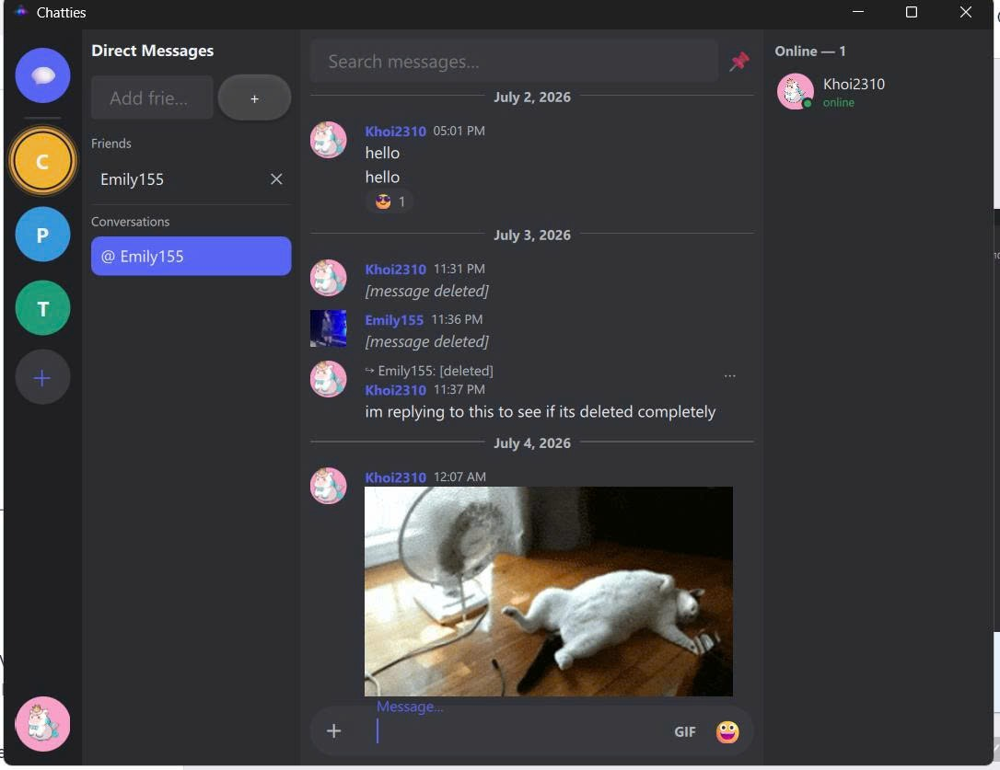 Chatties
Direct Messages
Add frie...
+
Friends
Emily155
Conversations
@ Emily155
C
P
T
+
Search messages...
July 2, 2026
Khoi2310 05:01 PM
hello
hello
1
July 3, 2026
Khoi2310 11:31 PM
[message deleted]
Emily155 11:36 PM
[message deleted]
↪ Emily155: [deleted]
...
Khoi2310 11:37 PM
im replying to this to see if its deleted completely
July 4, 2026
Khoi2310 12:07 AM
Message...
+
GIF
Online — 1
Khoi2310
online